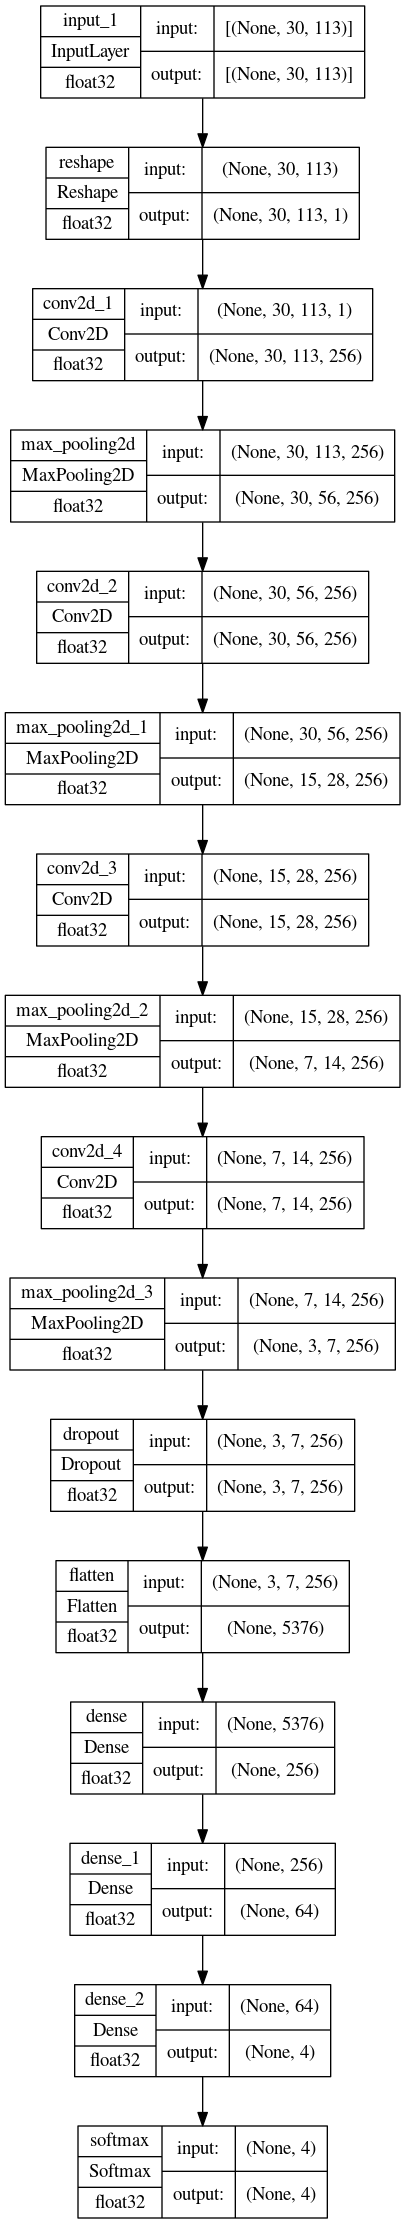 input_1
InputLayer
float32
input:
[(None, 30, 113)]
output:
[(None, 30, 113)]
reshape
Reshape
float32
input:
(None, 30, 113)
output:
(None, 30, 113, 1)
conv2d_1
Conv2D
float32
input:
(None, 30, 113, 1)
output:
(None, 30, 113, 256)
max_pooling2d
MaxPooling2D
float32
input:
(None, 30, 113, 256)
output:
(None, 30, 56, 256)
conv2d_2
Conv2D
float32
input:
(None, 30, 56, 256)
output:
(None, 30, 56, 256)
max_pooling2d_1
MaxPooling2D
float32
input:
(None, 30, 56, 256)
output:
(None, 15, 28, 256)
conv2d_3
Conv2D
float32
input:
(None, 15, 28, 256)
output:
(None, 15, 28, 256)
max_pooling2d_2
MaxPooling2D
float32
input:
(None, 15, 28, 256)
output:
(None, 7, 14, 256)
conv2d_4
Conv2D
float32
input:
(None, 7, 14, 256)
output:
(None, 7, 14, 256)
max_pooling2d_3
MaxPooling2D
float32
input:
(None, 7, 14, 256)
output:
(None, 3, 7, 256)
dropout
Dropout
float32
input:
(None, 3, 7, 256)
output:
(None, 3, 7, 256)
flatten
Flatten
float32
input:
(None, 3, 7, 256)
output:
(None, 5376)
dense
Dense
float32
input:
(None, 5376)
output:
(None, 256)
dense_1
Dense
float32
input:
(None, 256)
output:
(None, 64)
dense_2
Dense
float32
input:
(None, 64)
output:
(None, 4)
softmax
Softmax
float32
input:
(None, 4)
output:
(None, 4)